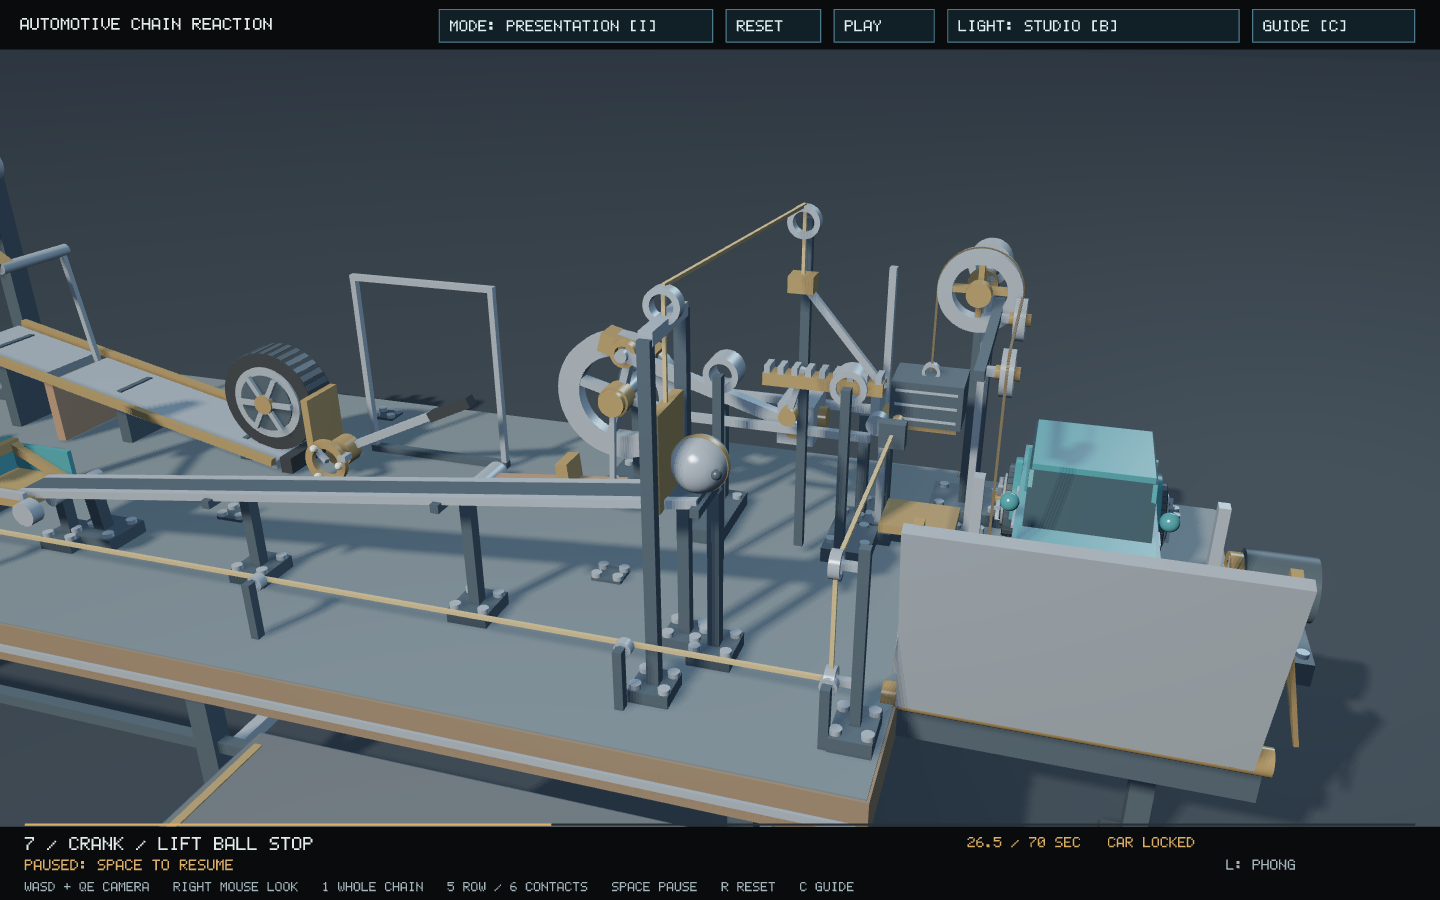 AUTOMOTIVE CHAIN REACTION
MODE: PRESENTATION [I]
RESET
PLAY
LIGHT: STUDIO [B]
GUIDE [C]
7 / CRANK / LIFT BALL STOP
26.5 / 70 SEC CAR LOCKED
PAUSED: SPACE TO RESUME
L: PHONG
WASD + QE CAMERA RIGHT MOUSE LOOK 1 WHOLE CHAIN 5 ROW / 6 CONTACTS SPACE PAUSE R RESET C GUIDE